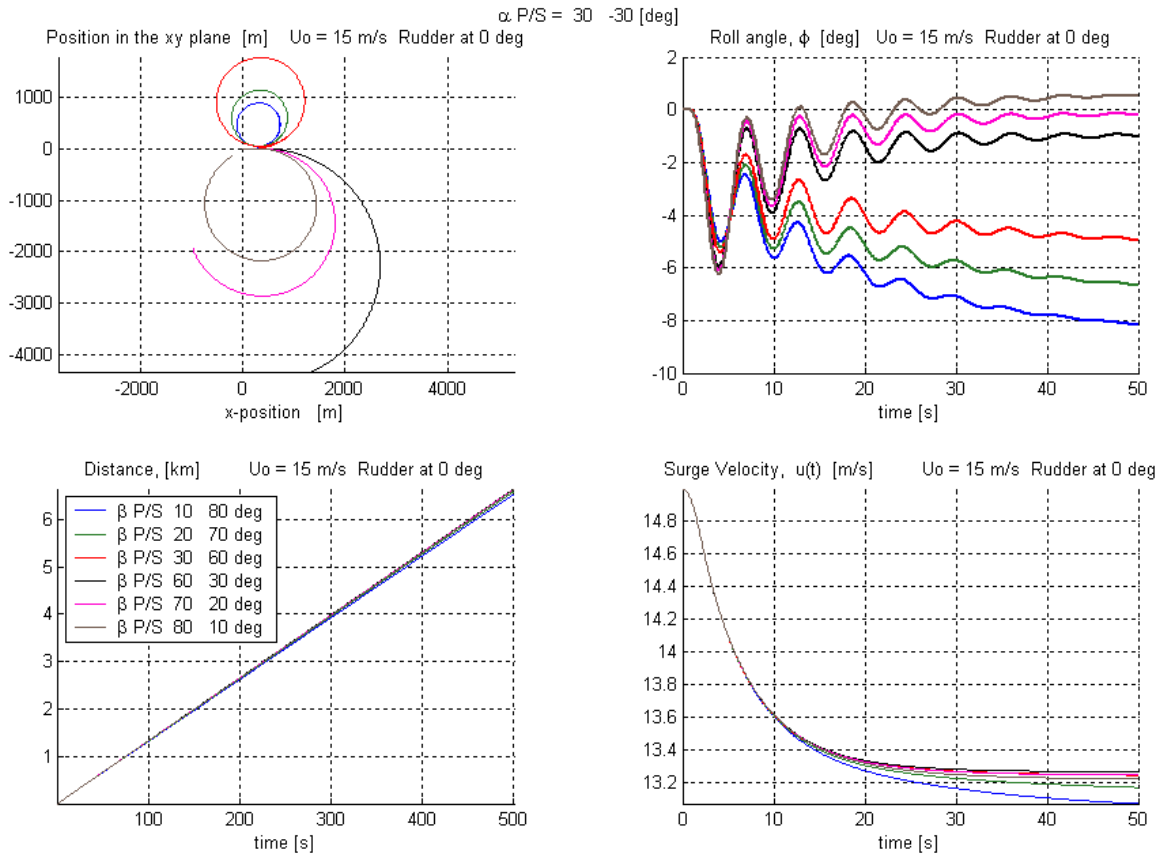 α P/S = 30 -30 [deg]
Position in the xy plane [m] Uo = 15 m/s Rudder at 0 deg
1000
0
-1000
-2000
-3000
-4000
-2000 0 2000 4000
x-position [m]
Roll angle, ϕ [deg] Uo = 15 m/s Rudder at 0 deg
2
0
-2
-4
-6
-8
-10
0 10 20 30 40 50
time [s]
Distance, [km] Uo = 15 m/s Rudder at 0 deg
6
5
4
3
2
1
β P/S 10 80 deg
β P/S 20 70 deg
β P/S 30 60 deg
β P/S 60 30 deg
β P/S 70 20 deg
β P/S 80 10 deg
100 200 300 400 500
time [s]
Surge Velocity, u(t) [m/s] Uo = 15 m/s Rudder at 0 deg
14.8
14.6
14.4
14.2
14
13.8
13.6
13.4
13.2
0 10 20 30 40 50
time [s]